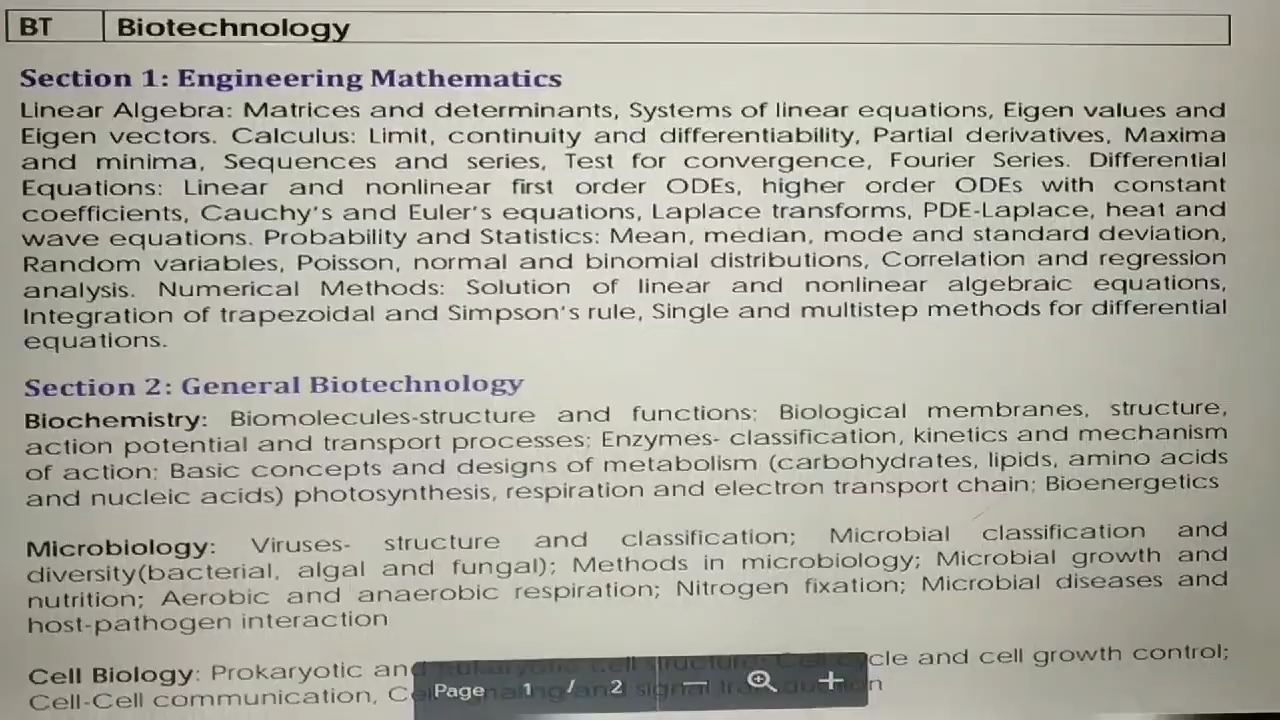 BT Biotechnology
Section 1: Engineering Mathematics
Linear Algebra: Matrices and determinants, Systems of linear equations, Eigen values and
Eigen vectors. Calculus: Limit, continuity and differentiability, Partial derivatives, Maxima
and minima, Sequences and series, Test for convergence, Fourier Series. Differential
Equations: Linear and nonlinear first order ODEs, higher order ODEs with constant
coefficients, Cauchy's and Euler's equations, Laplace transforms, PDE-Laplace, heat and
wave equations. Probability and Statistics: Mean, median, mode and standard deviation,
Random variables, Poisson, normal and binomial distributions, Correlation and regression
analysis. Numerical Methods: Solution of linear and nonlinear algebraic equations,
Integration of trapezoidal and Simpson's rule, Single and multistep methods for differential
equations.
Section 2: General Biotechnology
Biochemistry: Biomolecules-structure and functions; Biological membranes, structure,
action potential and transport processes; Enzymes- classification, kinetics and mechanism
of action; Basic concepts and designs of metabolism (carbohydrates, lipids, amino acids
and nucleic acids) photosynthesis, respiration and electron transport chain; Bioenergetics
Microbiology: Viruses- structure and classification; Microbial classification and
diversity(bacterial, algal and fungal); Methods in microbiology; Microbial growth and
nutrition; Aerobic and anaerobic respiration; Nitrogen fixation; Microbial diseases and
host-pathogen interaction
Cell Biology: Prokaryotic and eukaryotic cell structure; Cell cycle and cell growth control;
Cell-Cell communication, Cell signaling and signal transduction
Page 1 / 2 — +